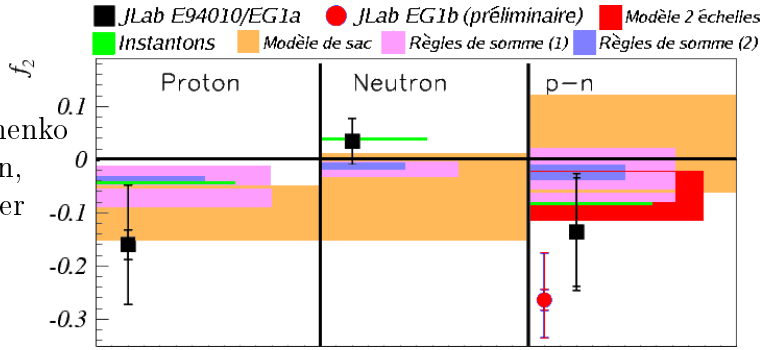 JLab E94010/EG1a JLab EG1b (préliminaire) Modèle 2 échelles
Instantons Modèle de sac Règles de somme (1) Règles de somme (2)
f2
Proton Neutron p-n
0.1
0
-0.1
-0.2
-0.3